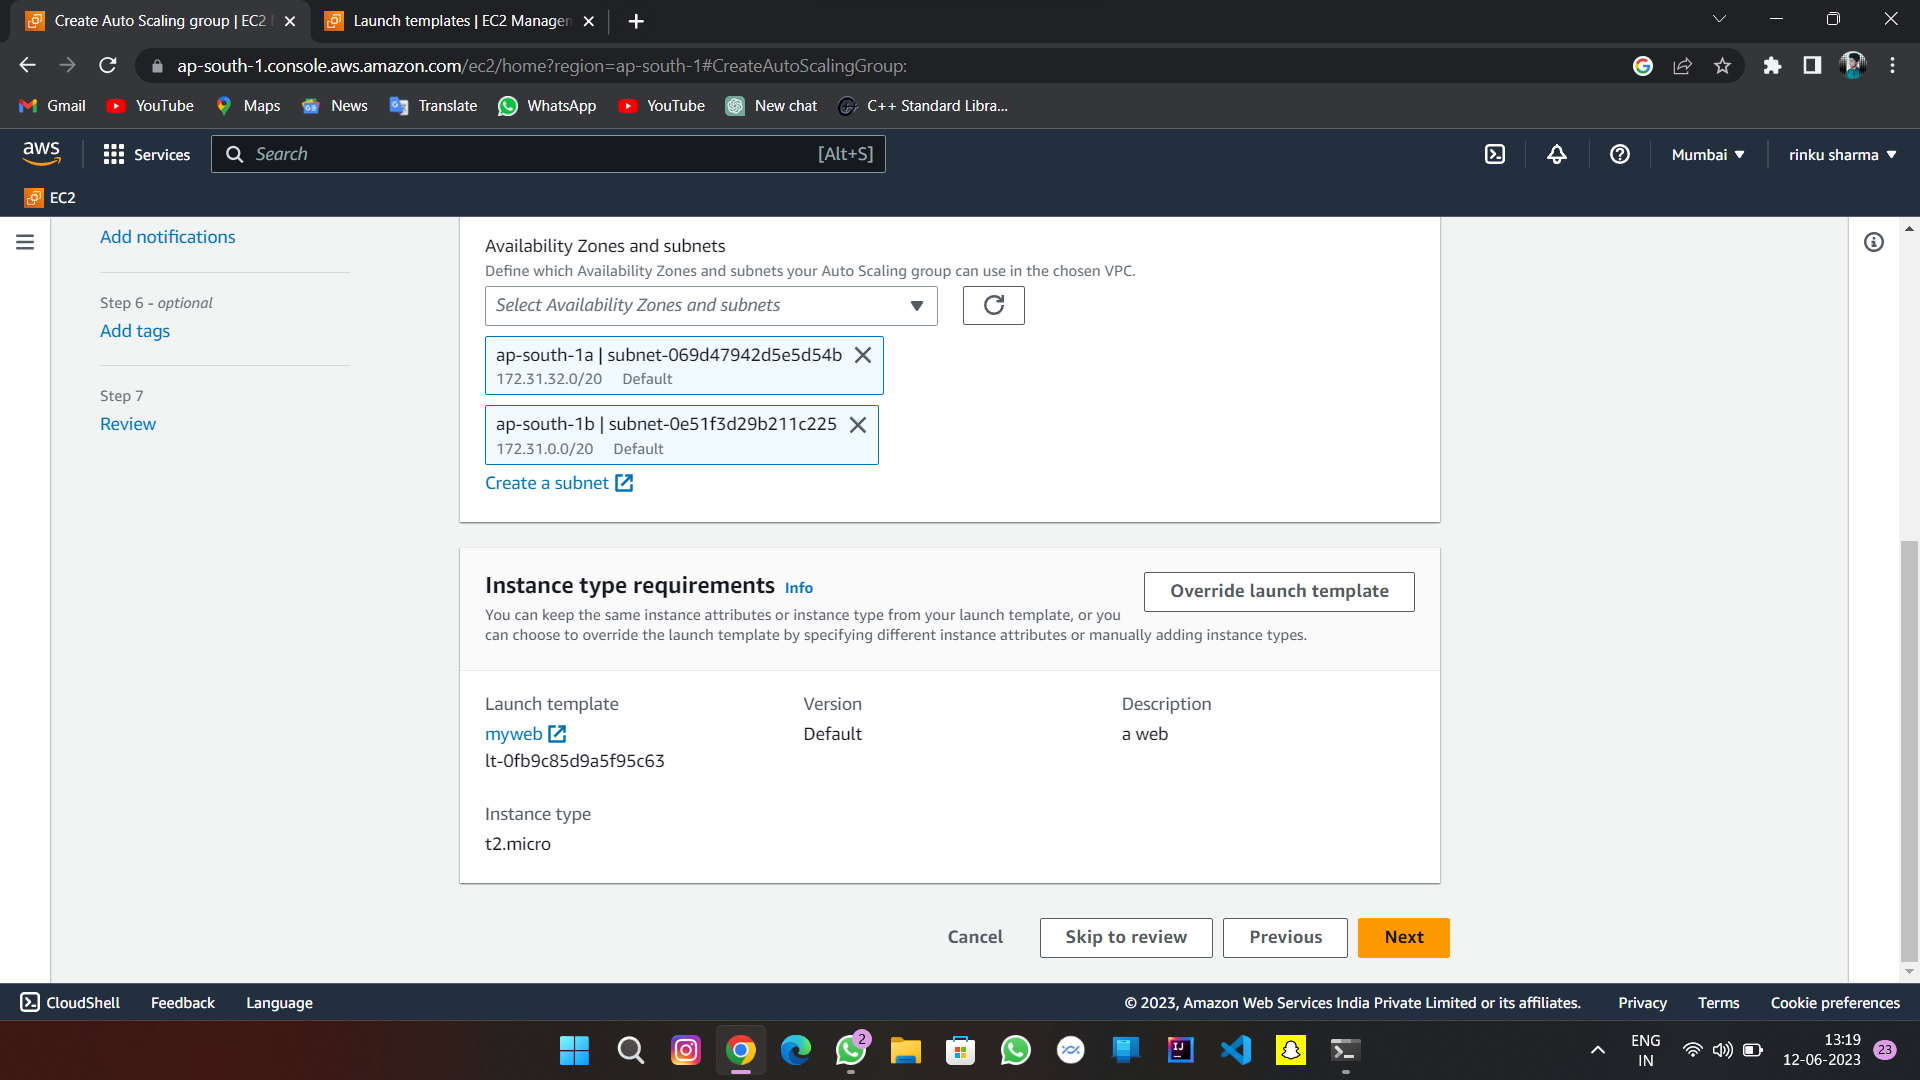 Create Auto Scaling group | EC2
Launch templates | EC2 Managem
ap-south-1.console.aws.amazon.com/ec2/home?region=ap-south-1#CreateAutoScalingGroup:
Gmail YouTube Maps News Translate WhatsApp YouTube New chat C++ Standard Libra...
aws Services Search [Alt+S] Mumbai rinku sharma
EC2
Add notifications
Step 6 - optional
Add tags
Step 7
Review
Availability Zones and subnets
Define which Availability Zones and subnets your Auto Scaling group can use in the chosen VPC.
Select Availability Zones and subnets
ap-south-1a | subnet-069d47942d5e5d54b
172.31.32.0/20 Default
ap-south-1b | subnet-0e51f3d29b211c225
172.31.0.0/20 Default
Create a subnet
Instance type requirements Info
Override launch template
You can keep the same instance attributes or instance type from your launch template, or you
can choose to override the launch template by specifying different instance attributes or manually adding instance types.
Launch template Version Description
myweb Default a web
lt-0fb9c85d9a5f95c63
Instance type
t2.micro
Cancel Skip to review Previous Next
CloudShell Feedback Language © 2023, Amazon Web Services India Private Limited or its affiliates. Privacy Terms Cookie preferences
2
IJ
ENG
IN
13:19
12-06-2023
23